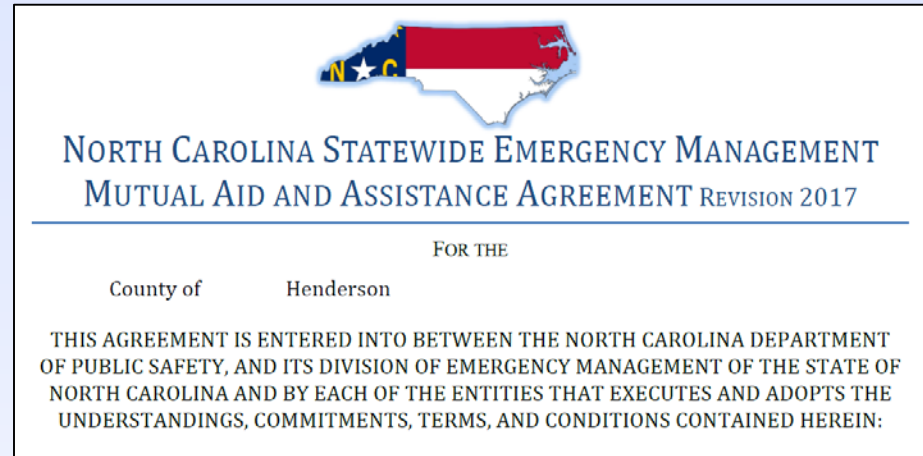 N C
NORTH CAROLINA STATEWIDE EMERGENCY MANAGEMENT
MUTUAL AID AND ASSISTANCE AGREEMENT REVISION 2017
FOR THE
County of Henderson
THIS AGREEMENT IS ENTERED INTO BETWEEN THE NORTH CAROLINA DEPARTMENT
OF PUBLIC SAFETY, AND ITS DIVISION OF EMERGENCY MANAGEMENT OF THE STATE OF
NORTH CAROLINA AND BY EACH OF THE ENTITIES THAT EXECUTES AND ADOPTS THE
UNDERSTANDINGS, COMMITMENTS, TERMS, AND CONDITIONS CONTAINED HEREIN: